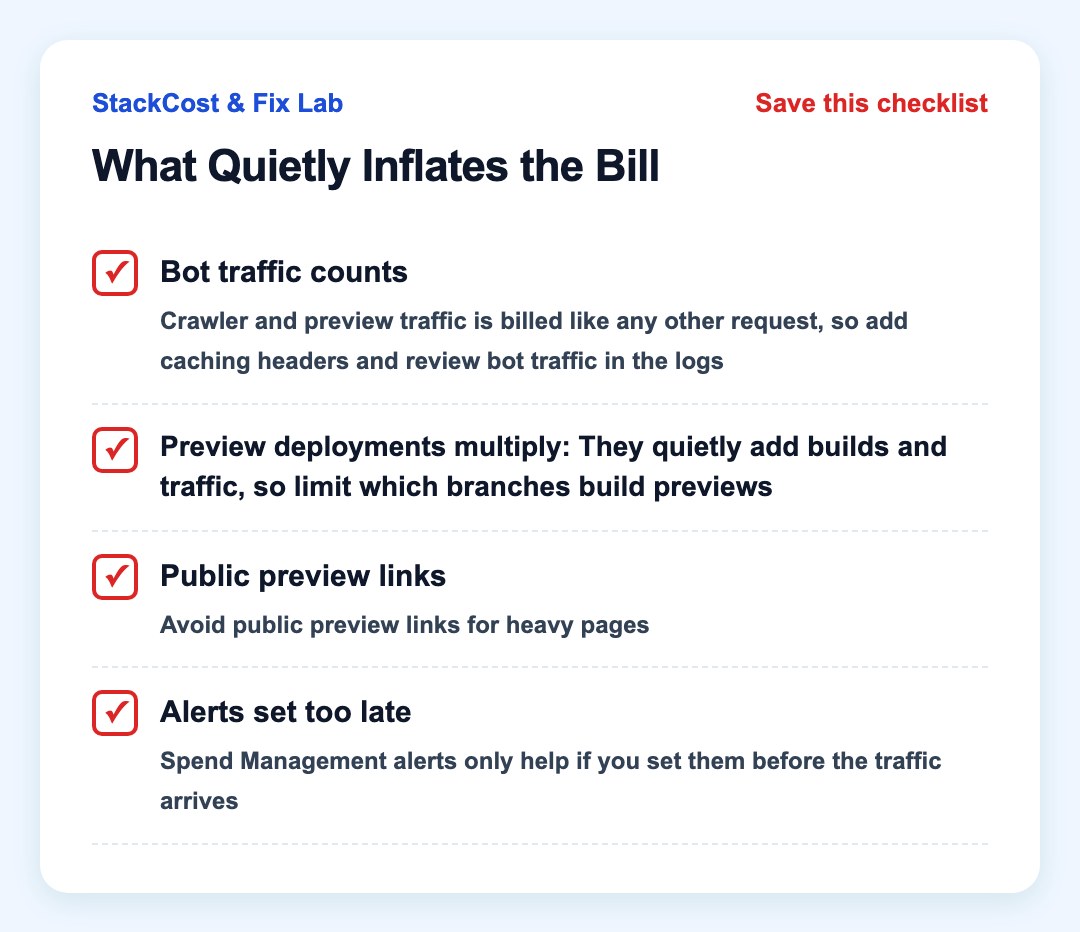 StackCost & Fix Lab
Save this checklist
What Quietly Inflates the Bill
Bot traffic counts
Crawler and preview traffic is billed like any other request, so add
caching headers and review bot traffic in the logs
Preview deployments multiply: They quietly add builds and
traffic, so limit which branches build previews
Public preview links
Avoid public preview links for heavy pages
Alerts set too late
Spend Management alerts only help if you set them before the traffic
arrives